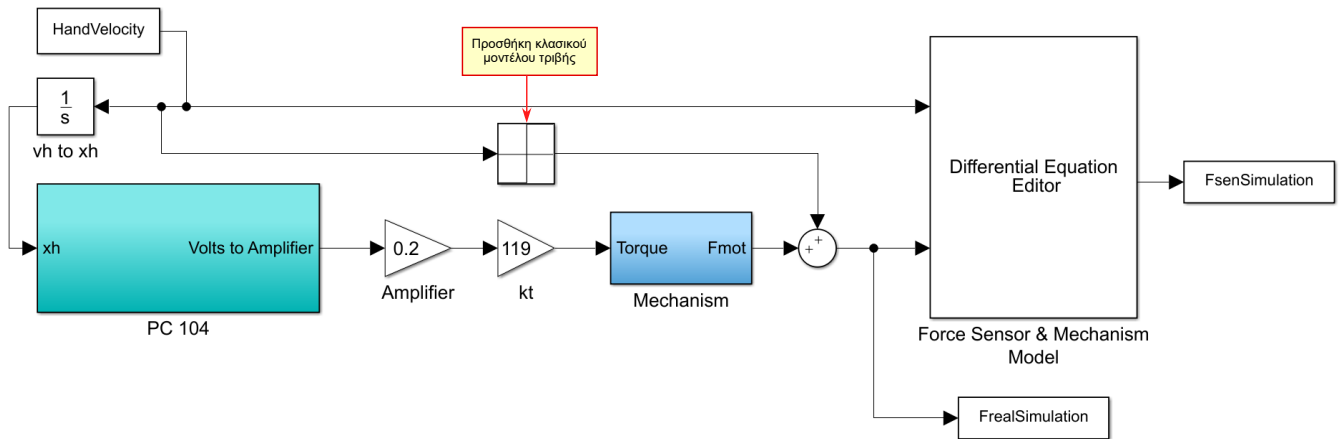 HandVelocity
Προσθήκη κλασικού
μοντέλου τριβής
1
s
vh to xh
Differential Equation
Editor
FsenSimulation
xh
Volts to Amplifier
0.2
119
Torque
Fmot
+
+
Amplifier
kt
Mechanism
PC 104
Force Sensor & Mechanism
Model
FrealSimulation